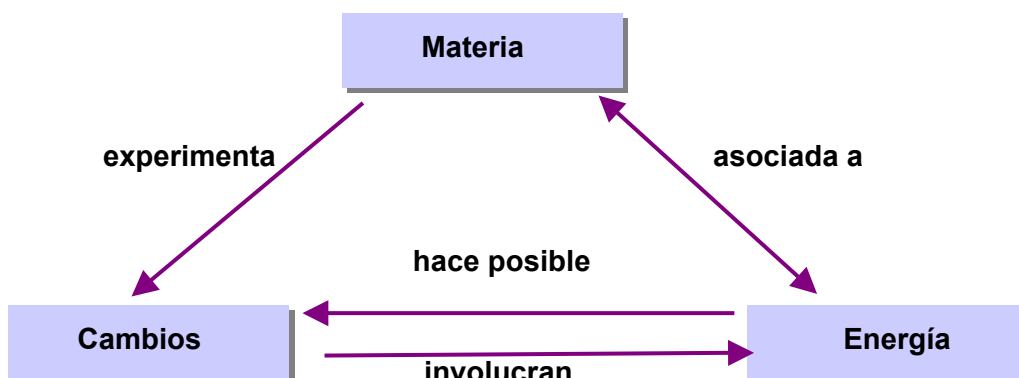 Materia
experimenta
asociada a
hace posible
Cambios
Energía
involucran